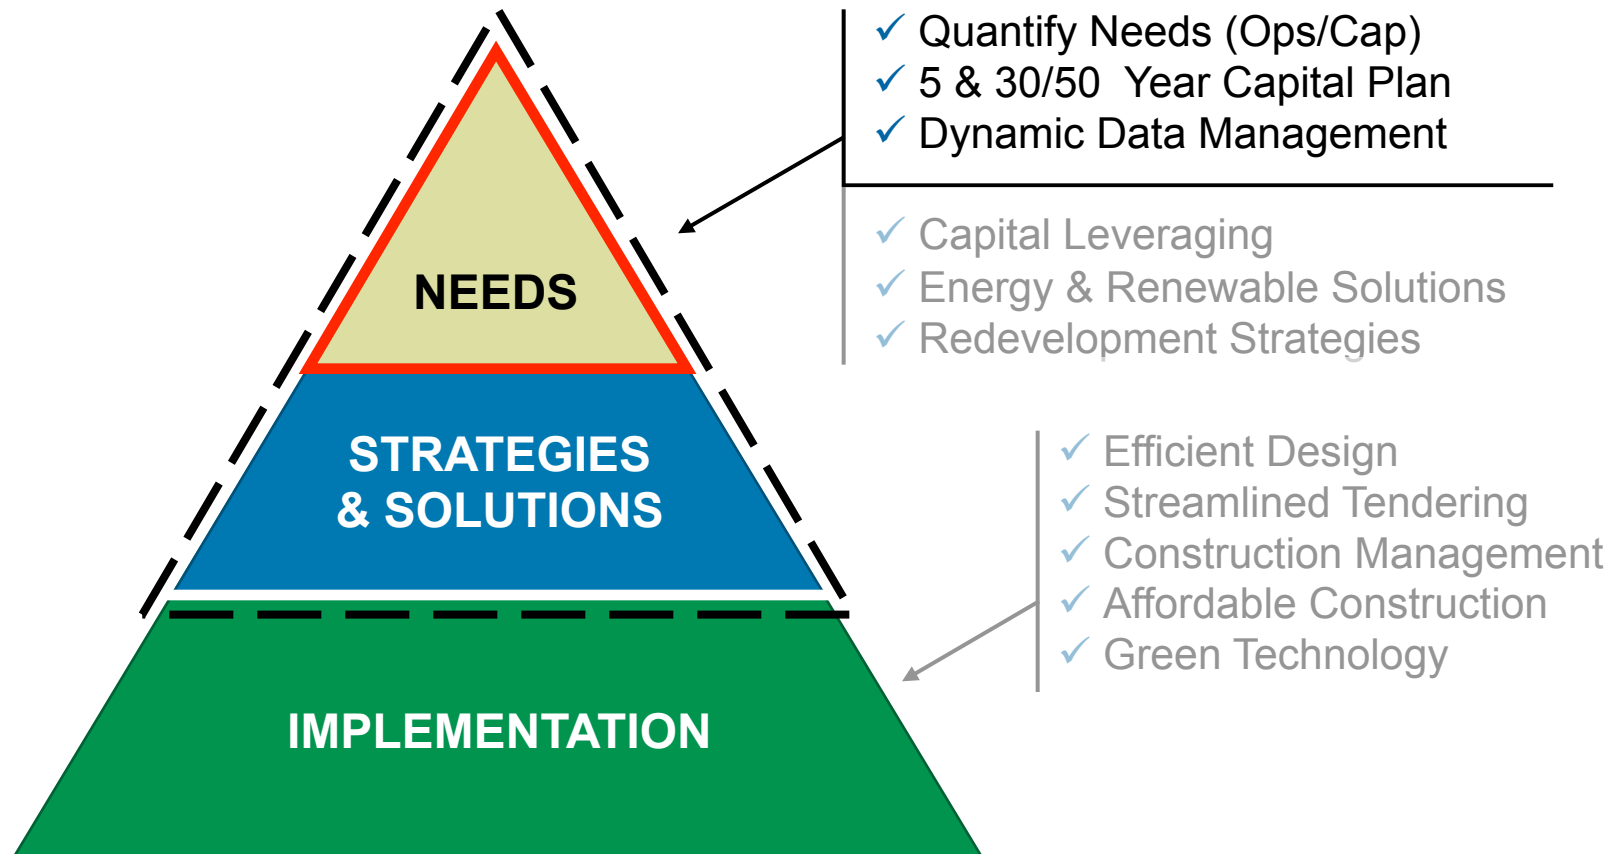 ✓ Quantify Needs (Ops/Cap)
✓ 5 & 30/50 Year Capital Plan
✓ Dynamic Data Management
✓ Capital Leveraging
✓ Energy & Renewable Solutions
✓ Redevelopment Strategies
NEEDS
STRATEGIES
& SOLUTIONS
✓ Efficient Design
✓ Streamlined Tendering
✓ Construction Management
✓ Affordable Construction
✓ Green Technology
IMPLEMENTATION